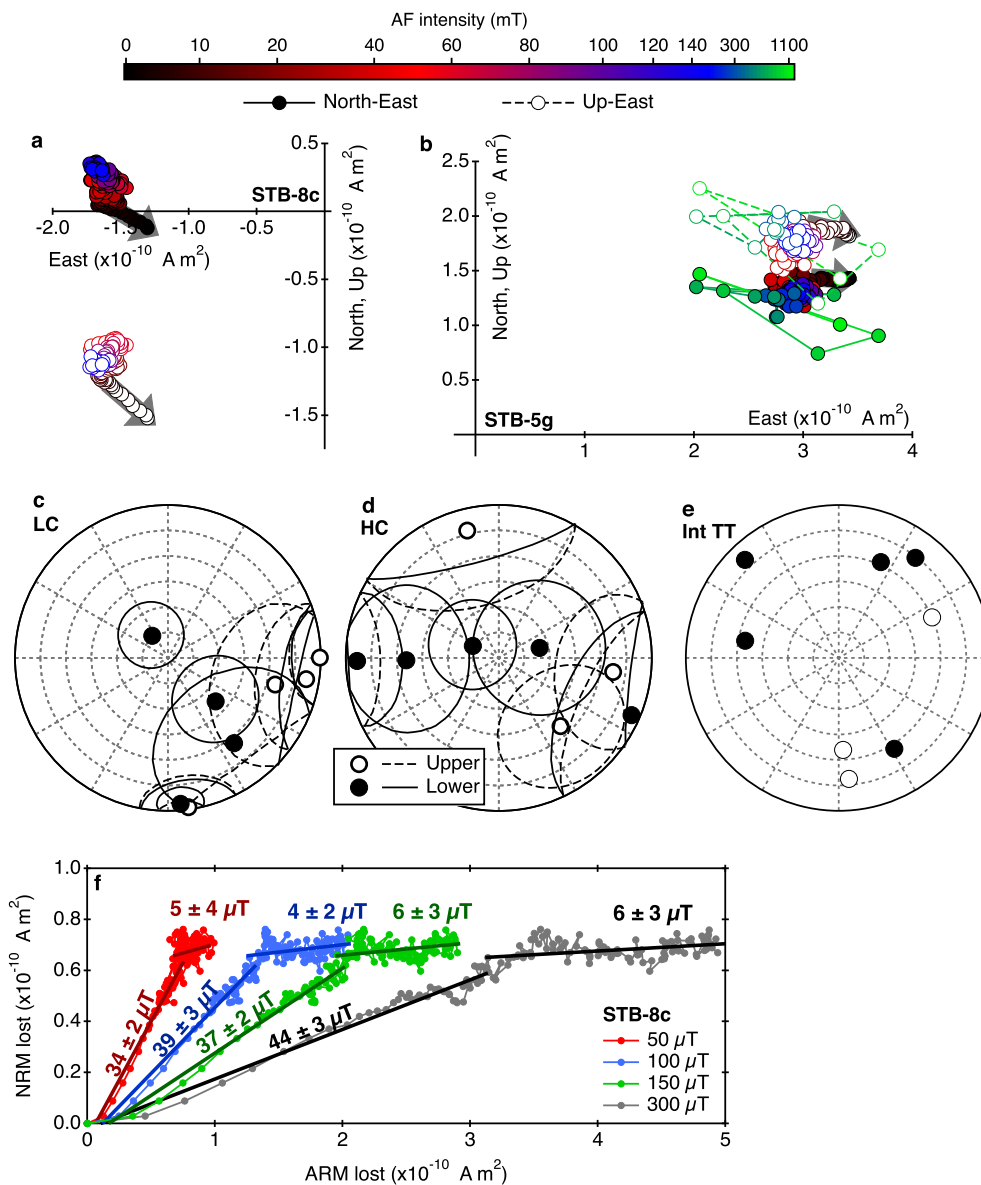 AF intensity (mT)
0 10 20 40 60 80 100 120 140 300 1100
North-East Up-East
a
0.5
STB-8c
-2.0 -1.5 -1.0 -0.5
East (x10⁻¹⁰ A m²)
-0.5
-1.0
-1.5
North, Up (x10⁻¹⁰ A m²)
b
2.5
2.0
1.5
1.0
0.5
North, Up (x10⁻¹⁰ A m²)
STB-5g
East (x10⁻¹⁰ A m²)
1 2 3 4
c
LC
d
HC
e
Int TT
Upper
Lower
f
1.0
0.8
0.6
0.4
0.2
0.0
NRM lost (x10⁻¹⁰ A m²)
5 ± 4 µT
4 ± 2 µT
6 ± 3 µT
6 ± 3 µT
34 ± 2 µT
39 ± 3 µT
37 ± 2 µT
44 ± 3 µT
STB-8c
50 µT
100 µT
150 µT
300 µT
0 1 2 3 4 5
ARM lost (x10⁻¹⁰ A m²)